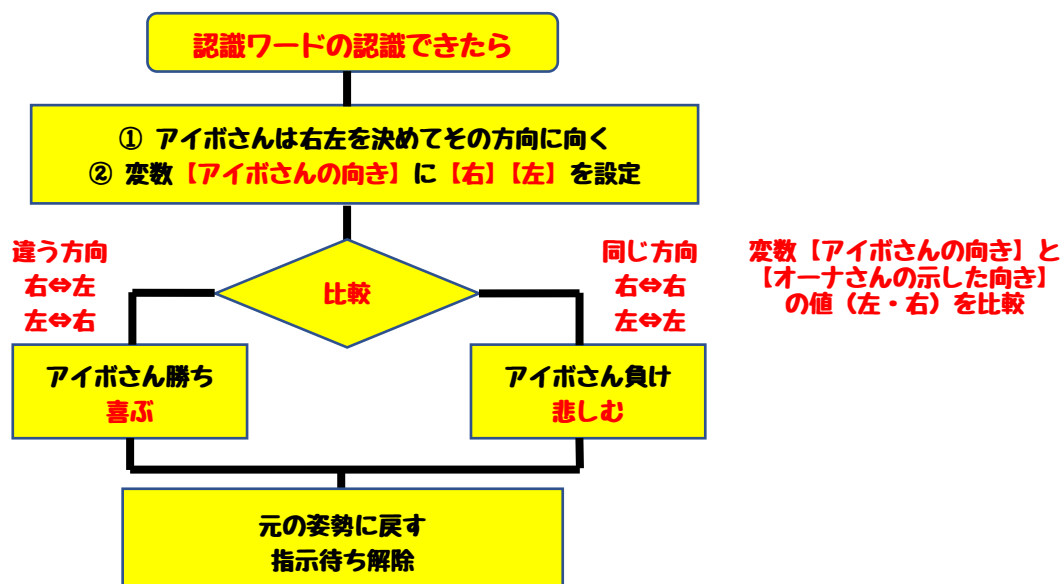 認識ワードの認識できたら
① アイボさんは右左を決めてその方向に向く
② 変数【アイボさんの向き】に【右】【左】を設定
違う方向
右⇔左
左⇔右
比較
同じ方向
右⇔右
左⇔左
変数【アイボさんの向き】と
【オーナさんの示した向き】
の値（左・右）を比較
アイボさん勝ち
喜ぶ
アイボさん負け
悲しむ
元の姿勢に戻す
指示待ち解除